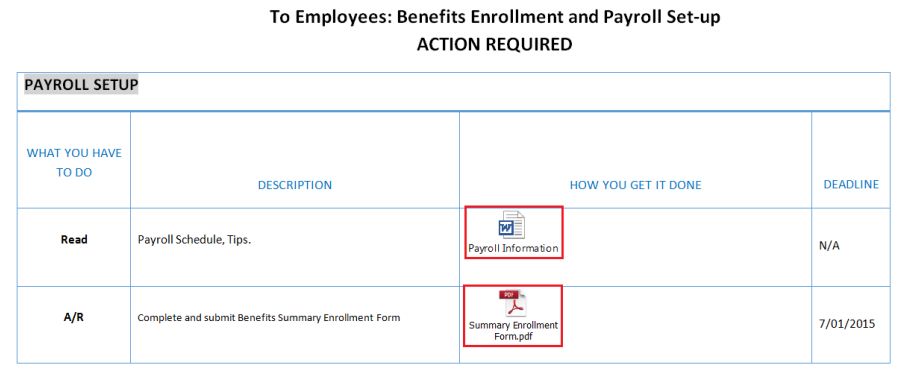 To Employees: Benefits Enrollment and Payroll Set-up
ACTION REQUIRED
PAYROLL SETUP
WHAT YOU HAVE
TO DO
DESCRIPTION
HOW YOU GET IT DONE
DEADLINE
Read
Payroll Schedule, Tips.
W
Payroll Information
N/A
A/R
Complete and submit Benefits Summary Enrollment Form
PDF
Summary Enrollment
Form.pdf
7/01/2015